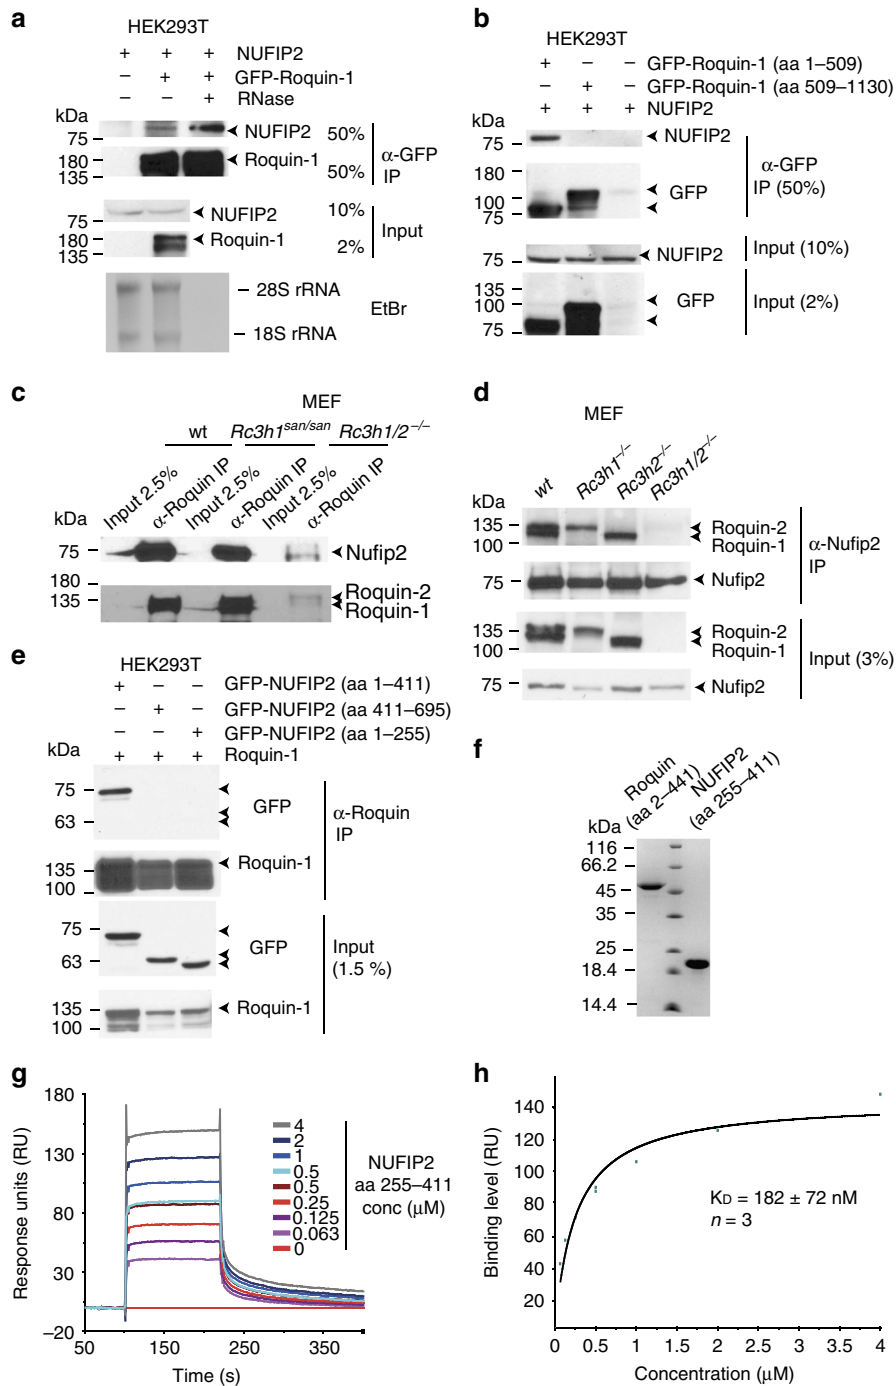 a
HEK293T
+ + + NUFIP2
– + + GFP-Roquin-1
– – + RNase
kDa
75
NUFIP2 50%
180
135
Roquin-1 50%
α-GFP
IP
75
NUFIP2 10%
180
135
Roquin-1 2%
Input
– 28S rRNA
– 18S rRNA
EtBr
b
HEK293T
+ – – GFP-Roquin-1 (aa 1–509)
– + – GFP-Roquin-1 (aa 509–1130)
+ + + NUFIP2
kDa
75
NUFIP2
180
100
75
GFP
α-GFP
IP (50%)
75
NUFIP2
Input (10%)
135
100
75
GFP
Input (2%)
c
MEF
wt Rc3h1san/san Rc3h1/2–/–
Input 2.5%
α-Roquin IP
Input 2.5%
α-Roquin IP
Input 2.5%
α-Roquin IP
kDa
75
Nufip2
180
135
Roquin-2
Roquin-1
d
MEF
wt
Rc3h1–/–
Rc3h2–/–
Rc3h1/2–/–
kDa
135
100
Roquin-2
Roquin-1
75
Nufip2
α-Nufip2
IP
135
100
Roquin-2
Roquin-1
75
Nufip2
Input (3%)
e
HEK293T
+ – – GFP-NUFIP2 (aa 1–411)
– + – GFP-NUFIP2 (aa 411–695)
– – + GFP-NUFIP2 (aa 1–255)
+ + + Roquin-1
kDa
75
63
GFP
135
100
Roquin-1
α-Roquin
IP
75
63
GFP
135
100
Roquin-1
Input
(1.5 %)
f
Roquin
(aa 2–441)
NUFIP2
(aa 255–411)
kDa
116
66.2
45
35
25
18.4
14.4
g
180
130
80
30
–20
Response units (RU)
50 150 250 350
Time (s)
4
2
1
0.5
0.5
0.25
0.125
0.063
0
NUFIP2
aa 255–411
conc (μM)
h
140
120
100
80
60
40
20
Binding level (RU)
0 0.5 1 1.5 2 2.5 3 3.5 4
Concentration (μM)
KD = 182 ± 72 nM
n = 3